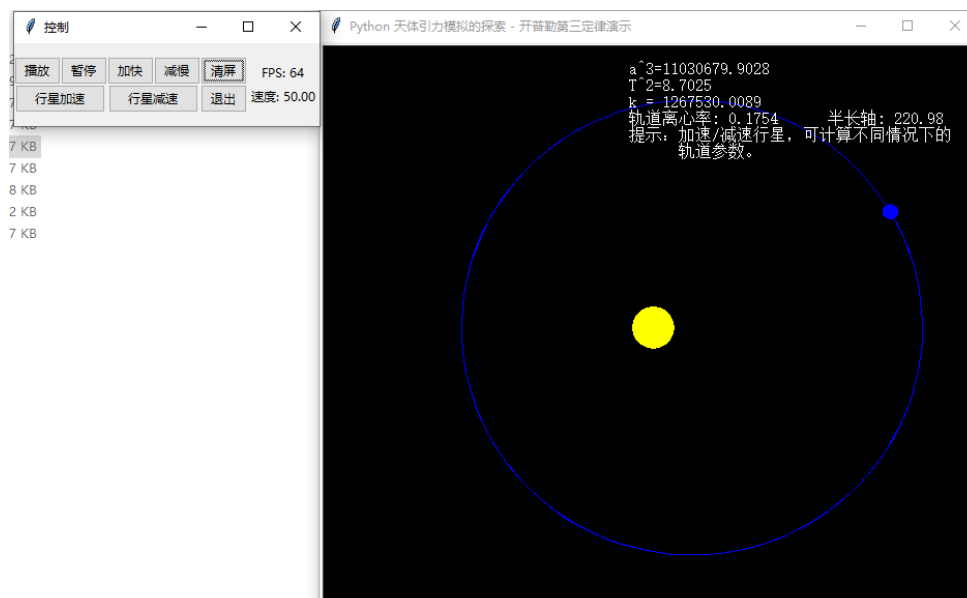 控制
播放 暂停 加快 减慢 清屏 FPS: 64
行星加速 行星减速 退出 速度: 50.00
7 KB
7 KB
8 KB
2 KB
7 KB
Python 天体引力模拟的探索 - 开普勒第三定律演示
a^3=11030679.9028
T^2=8.7025
k = 1267530.0089
轨道离心率: 0.1754 半长轴: 220.98
提示: 加速/减速行星, 可计算不同情况下的
轨道参数。